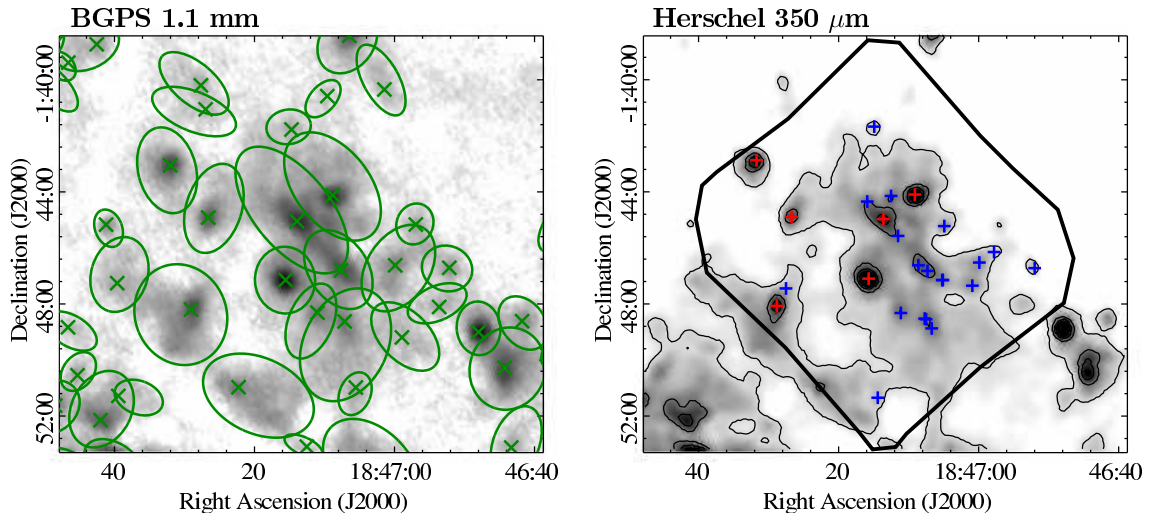 BGPS 1.1 mm
Herschel 350 μm
Declination (J2000)
-1:40:00
44:00
48:00
52:00
40
20
18:47:00
46:40
Right Ascension (J2000)
Declination (J2000)
-1:40:00
44:00
48:00
52:00
40
20
18:47:00
46:40
Right Ascension (J2000)